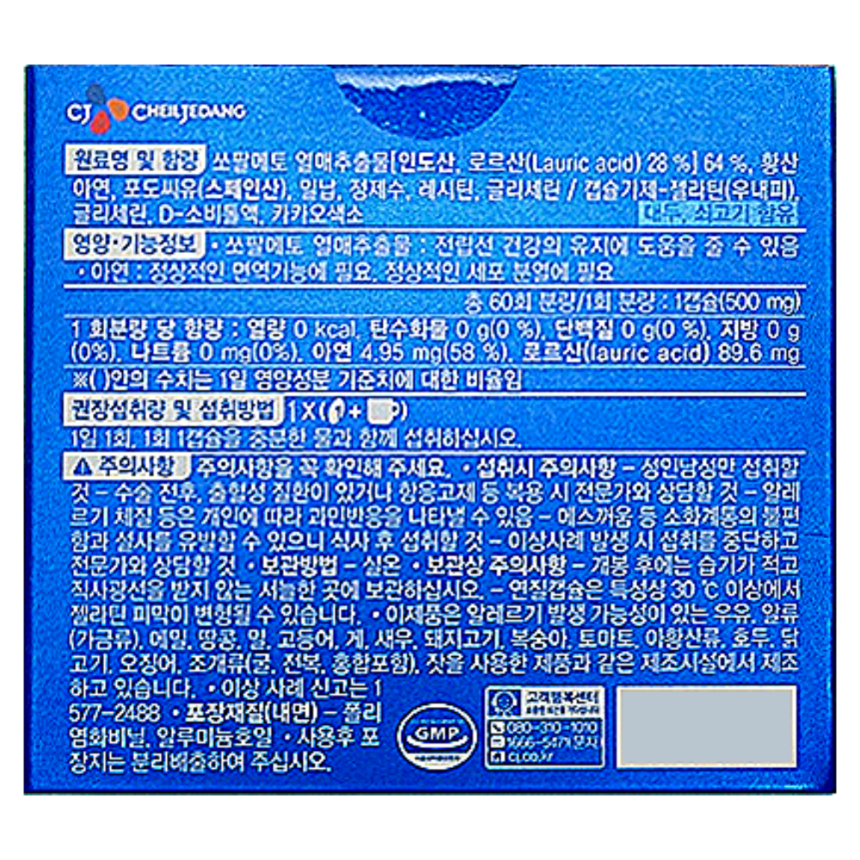 CJ CHEILJEDANG
원료명 및 함량 쏘팔메토 열매추출물[인도산, 로르산(Lauric acid) 28 %] 64 %, 황산
아연, 포도씨유(스페인산), 밀납, 정제수, 레시틴, 글리세린 / 캡슐기제-젤라틴(우내피),
글리세린, D-소비톨액, 카카오색소 대두, 쇠고기 함유
영양·기능정보 • 쏘팔메토 열매추출물 : 전립선 건강의 유지에 도움을 줄 수 있음
• 아연 : 정상적인 면역기능에 필요, 정상적인 세포 분열에 필요
총 60회 분량/1회 분량 : 1캡슐(500 mg)
1 회분량 당 함량 : 열량 0 kcal, 탄수화물 0 g(0 %), 단백질 0 g(0 %), 지방 0 g
(0%), 나트륨 0 mg(0%), 아연 4.95 mg(58 %), 로르산(lauric acid) 89.6 mg
※( )안의 수치는 1일 영양성분 기준치에 대한 비율임
권장섭취량 및 섭취방법 1 X ( + )
1일 1회, 1회 1캡슐을 충분한 물과 함께 섭취하십시오.
주의사항 주의사항을 꼭 확인해 주세요. • 섭취시 주의사항 – 성인남성만 섭취할
것 – 수술 전후, 출혈성 질환이 있거나 항응고제 등 복용 시 전문가와 상담할 것 – 알레
르기 체질 등은 개인에 따라 과민반응을 나타낼 수 있음 – 메스꺼움 등 소화계통의 불편
함과 설사를 유발할 수 있으니 식사 후 섭취할 것 – 이상사례 발생 시 섭취를 중단하고
전문가와 상담할 것 • 보관방법 – 실온 • 보관상 주의사항 – 개봉 후에는 습기가 적고
직사광선을 받지 않는 서늘한 곳에 보관하십시오. – 연질캡슐은 특성상 30 ℃ 이상에서
젤라틴 피막이 변형될 수 있습니다. • 이제품은 알레르기 발생 가능성이 있는 우유, 알류
(가금류), 메밀, 땅콩, 밀, 고등어, 게, 새우, 돼지고기, 복숭아, 토마토, 아황산류, 호두, 닭
고기, 오징어, 조개류(굴, 전복, 홍합포함), 잣을 사용한 제품과 같은 제조시설에서 제조
하고 있습니다. • 이상 사례 신고는 1
577-2488 • 포장재질(내면) – 폴리
염화비닐, 알루미늄호일 • 사용후 포
장지는 분리배출하여 주십시오.
GMP
고객행복센터
080-310-1010
1666-5471(문자)
CJ.CO.KR